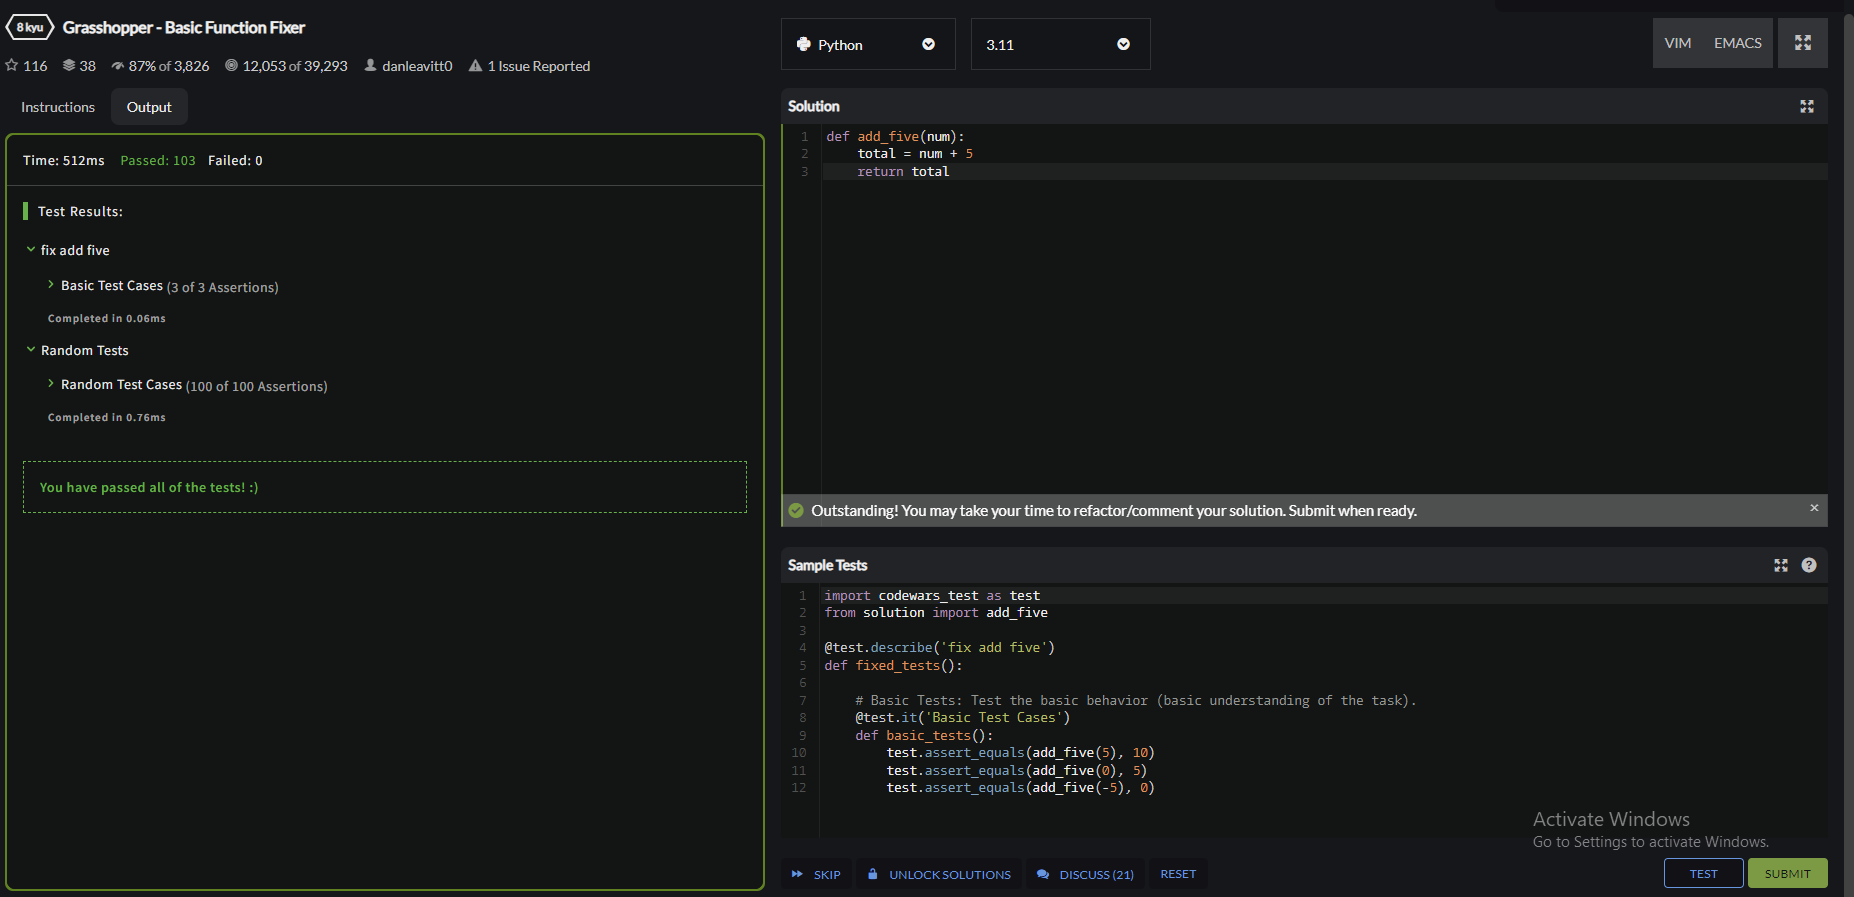 8 kyu Grasshopper - Basic Function Fixer
116 38 87% of 3,826 12,053 of 39,293 danleavitt0 1 Issue Reported
Instructions Output
Time: 512ms Passed: 103 Failed: 0
Test Results:
fix add five
Basic Test Cases (3 of 3 Assertions)
Completed in 0.06ms
Random Tests
Random Test Cases (100 of 100 Assertions)
Completed in 0.76ms
You have passed all of the tests! :)
Python 3.11 VIM EMACS
Solution
1 def add_five(num):
2     total = num + 5
3     return total
Outstanding! You may take your time to refactor/comment your solution. Submit when ready. ×
Sample Tests ?
1 import codewars_test as test
2 from solution import add_five
3
4 @test.describe('fix add five')
5 def fixed_tests():
6
7     # Basic Tests: Test the basic behavior (basic understanding of the task).
8     @test.it('Basic Test Cases')
9     def basic_tests():
10         test.assert_equals(add_five(5), 10)
11         test.assert_equals(add_five(0), 5)
12         test.assert_equals(add_five(-5), 0)
Activate Windows
Go to Settings to activate Windows.
SKIP UNLOCK SOLUTIONS DISCUSS (21) RESET TEST SUBMIT